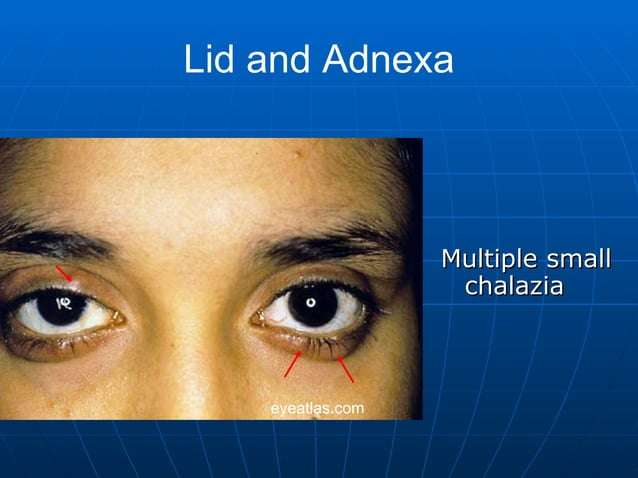 Lid and Adnexa
Multiple small
chalazia
eyeatlas.com